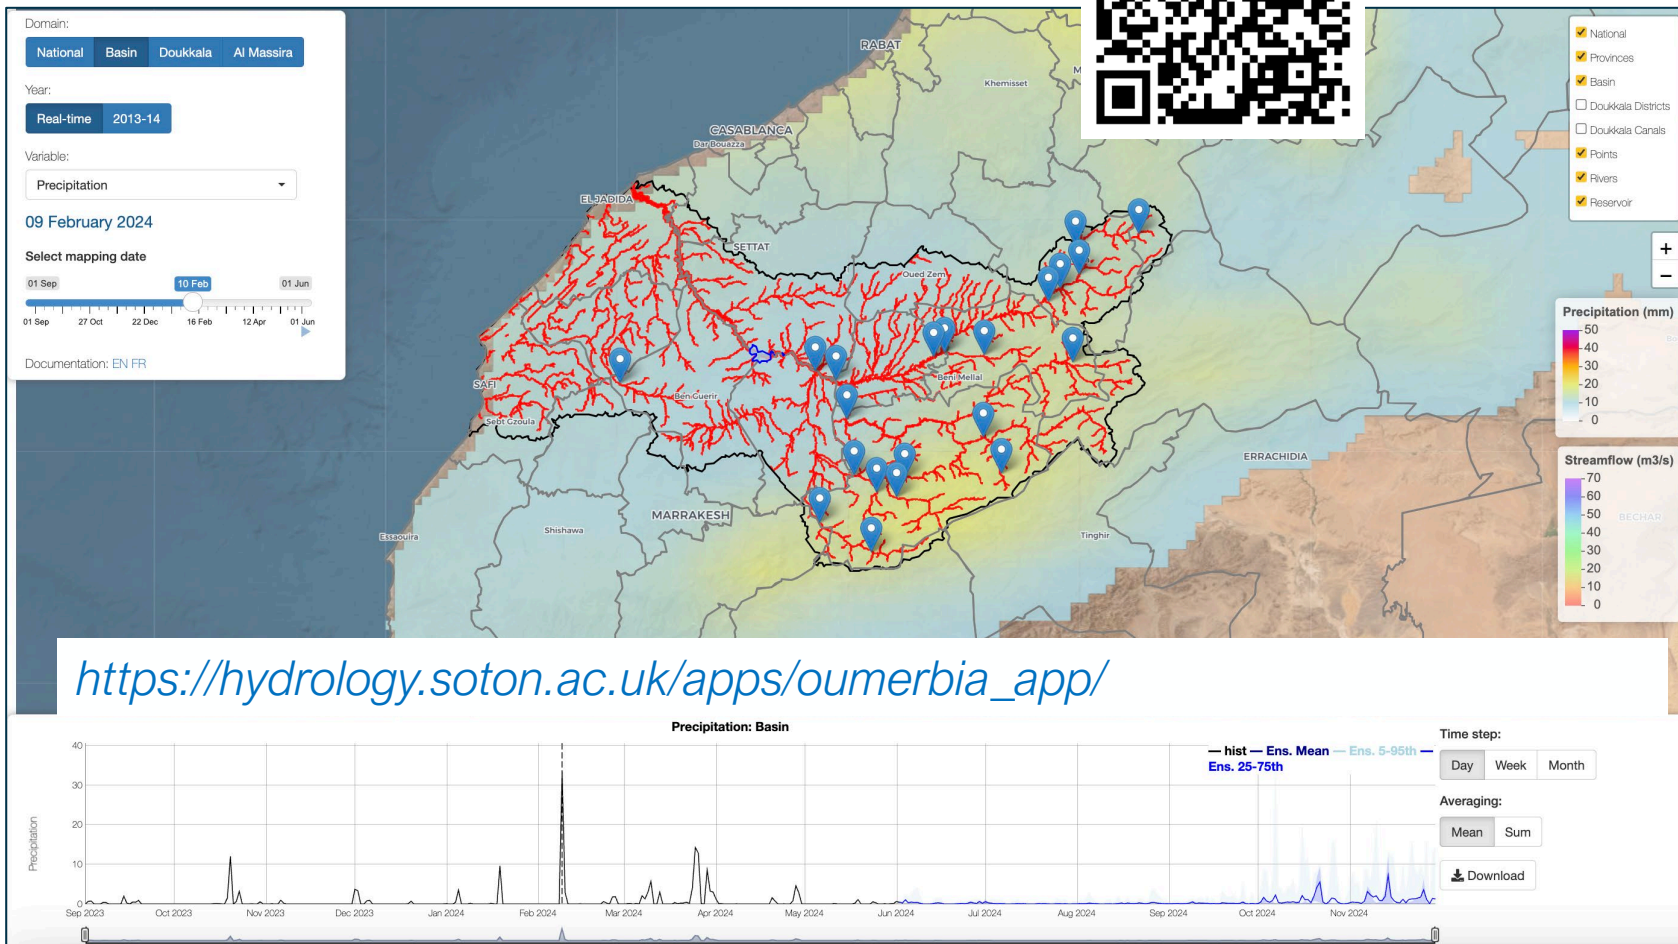 Domain:
National Basin Doukkala Al Massira
Year:
Real-time 2013-14
Variable:
Precipitation
09 February 2024
Select mapping date
01 Sep 10 Feb 01 Jun
01 Sep 27 Oct 22 Dec 16 Feb 12 Apr 01 Jun
Documentation: EN FR
RABAT
Khemisset
M
CASABLANCA
Dar Bouazza
EL JADIDA
SETTAT
Oued Zem
SAFI
Ben Guerir
Beni Mellal
Sebt Gzoula
ERRACHIDIA
MARRAKESH
Essaouira
Shishawa
Tinghir
BECHAR
National
Provinces
Basin
Doukkala Districts
Doukkala Canals
Points
Rivers
Reservoir
+
−
Precipitation (mm)
50
40
30
20
10
0
Streamflow (m3/s)
70
60
50
40
30
20
10
0
https://hydrology.soton.ac.uk/apps/oumerbia_app/
Precipitation: Basin
— hist — Ens. Mean — Ens. 5-95th —
Ens. 25-75th
Precipitation
40
30
20
10
0
Sep 2023 Oct 2023 Nov 2023 Dec 2023 Jan 2024 Feb 2024 Mar 2024 Apr 2024 May 2024 Jun 2024 Jul 2024 Aug 2024 Sep 2024 Oct 2024 Nov 2024
Time step:
Day Week Month
Averaging:
Mean Sum
Download